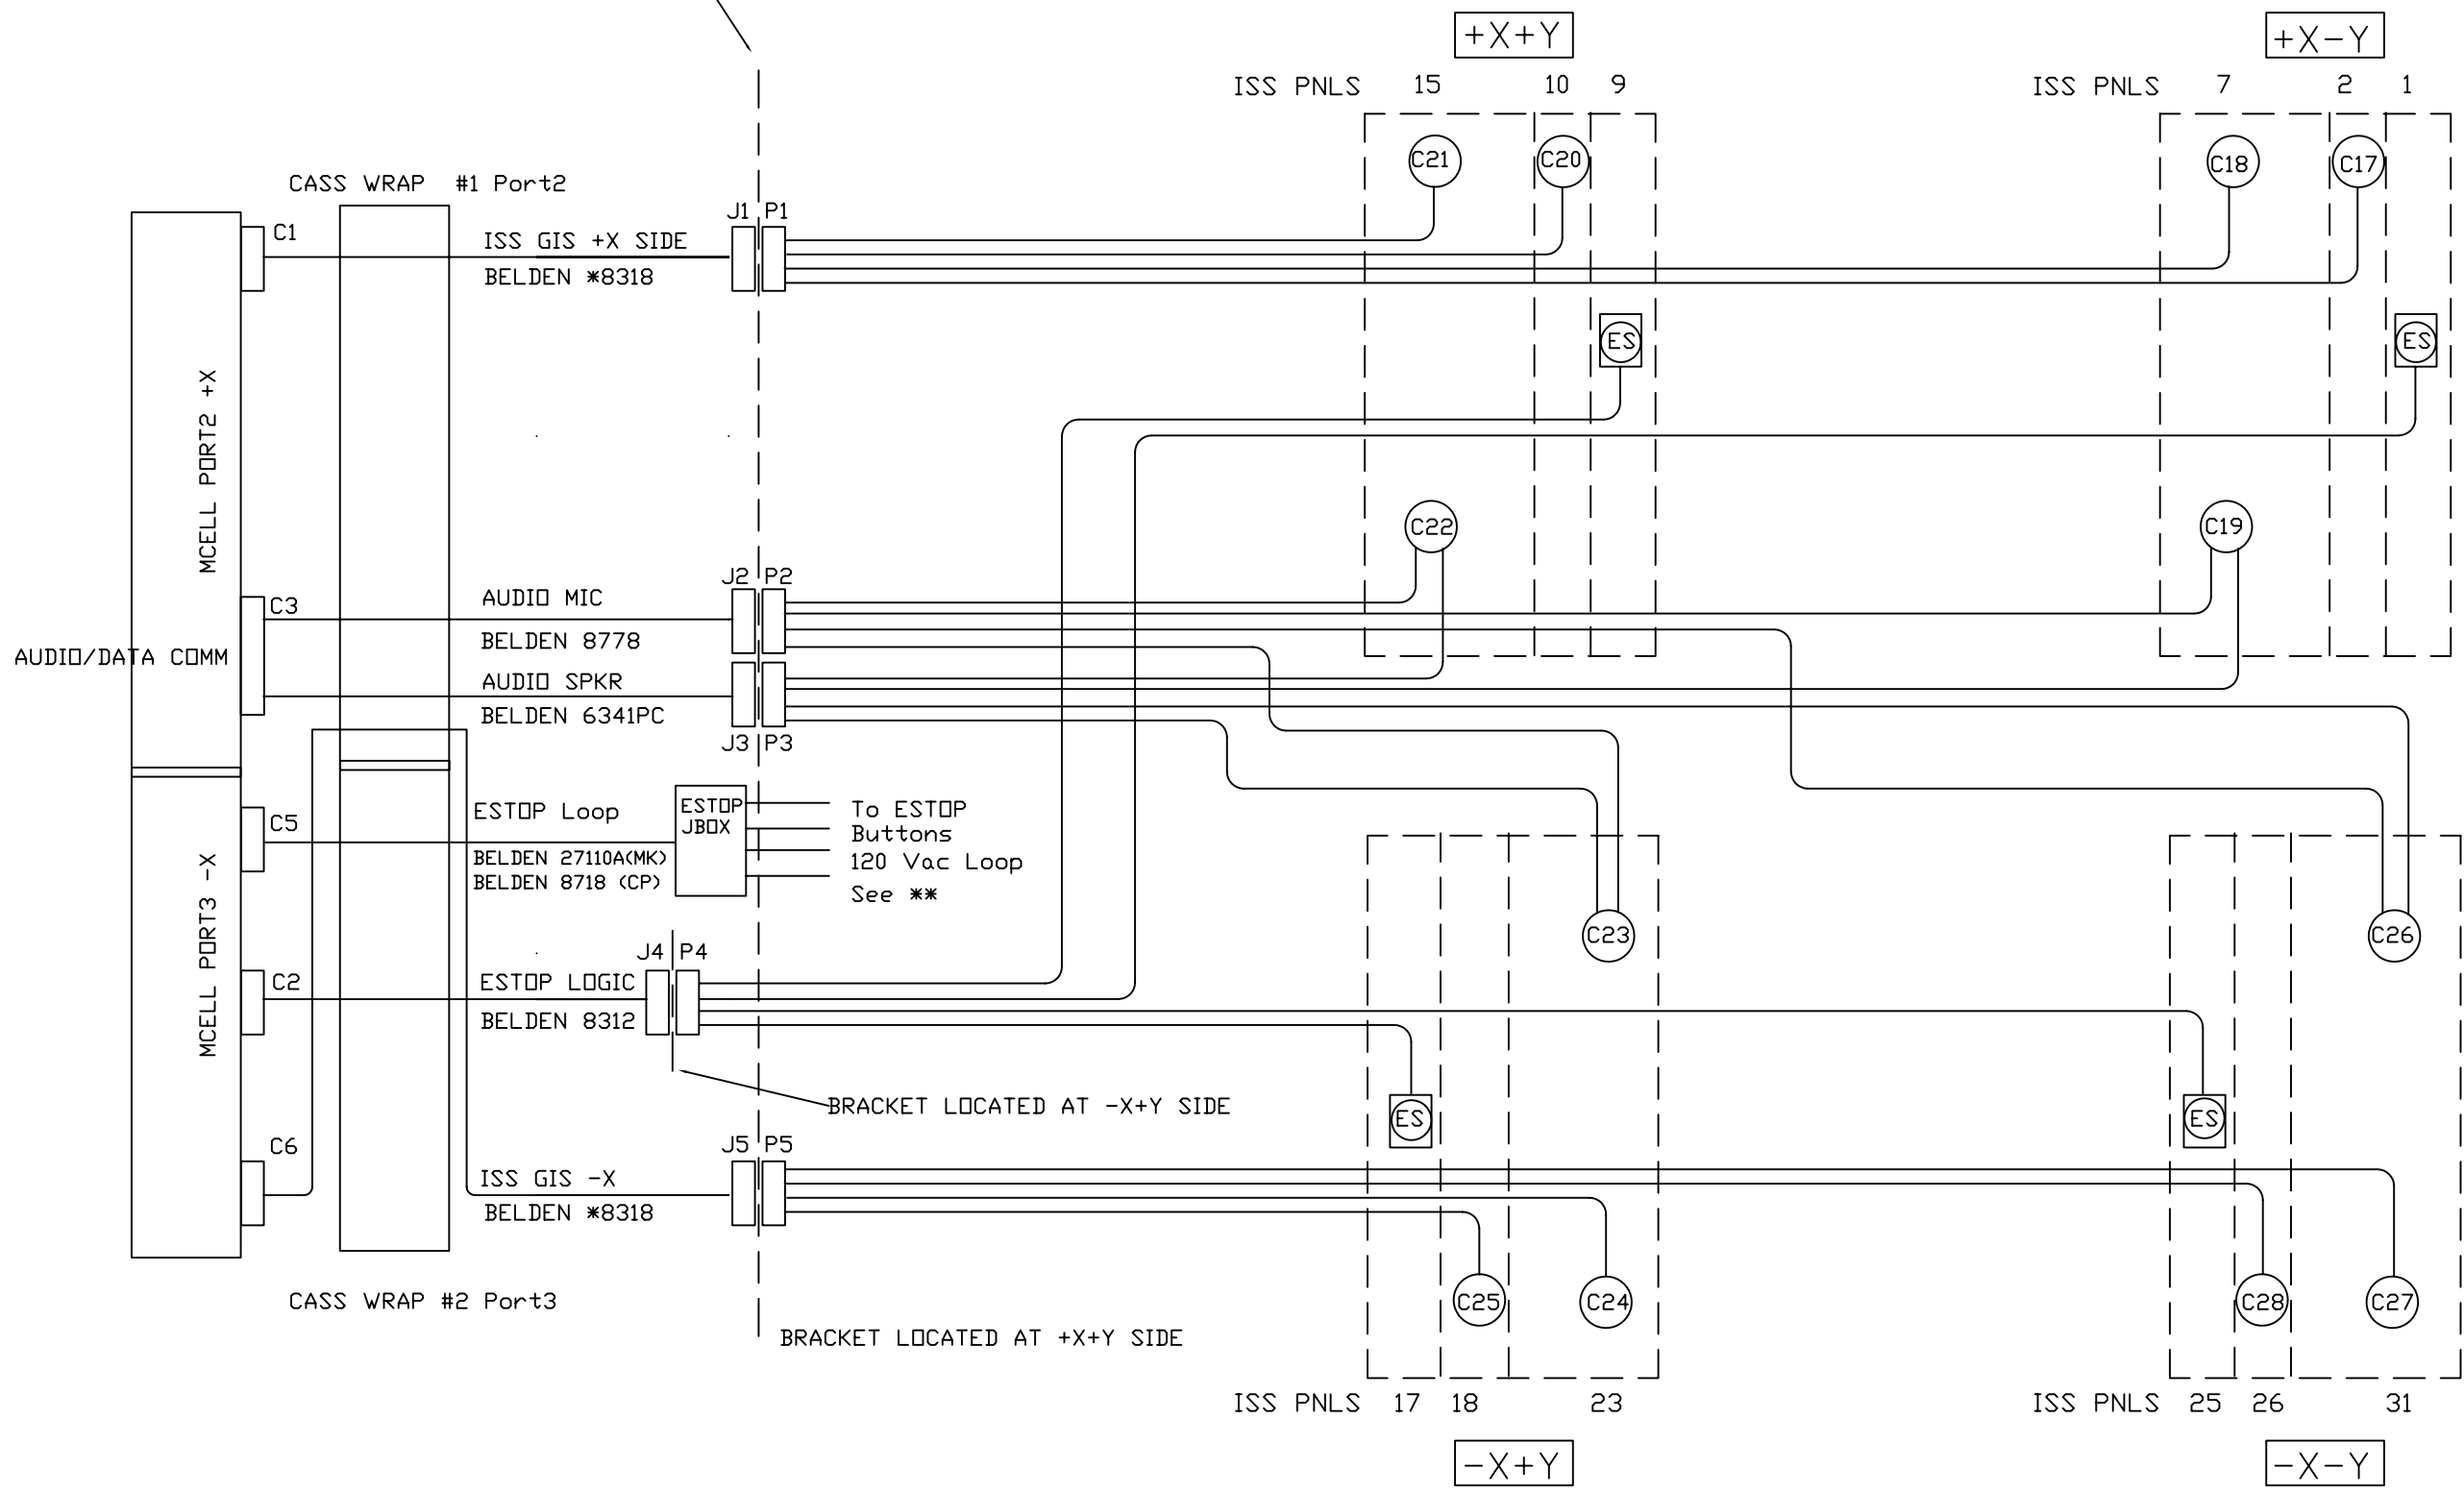 +X+Y
+X-Y
ISS PNLS 15 10 9
ISS PNLS 7 2 1
C21
C20
C18
C17
CASS WRAP #1 Port2
C1
J1 P1
ISS GIS +X SIDE
BELDEN *8318
ES
ES
MCELL PORT2 +X
C22
C19
C3
AUDIO MIC
J2 P2
BELDEN 8778
AUDIO/DATA COMM
AUDIO SPKR
BELDEN 6341PC
J3 P3
C5
ESTOP Loop
ESTOP
JBOX
To ESTOP
Buttons
120 Vac Loop
See **
BELDEN 27110A(MK)
BELDEN 8718 (CP)
MCELL PORT3 -X
C23
C26
J4 P4
C2
ESTOP LOGIC
BELDEN 8312
BRACKET LOCATED AT -X+Y SIDE
ES
ES
C6
J5 P5
ISS GIS -X
BELDEN *8318
C25
C24
C28
C27
CASS WRAP #2 Port3
BRACKET LOCATED AT +X+Y SIDE
ISS PNLS 17 18 23
ISS PNLS 25 26 31
-X+Y
-X-Y